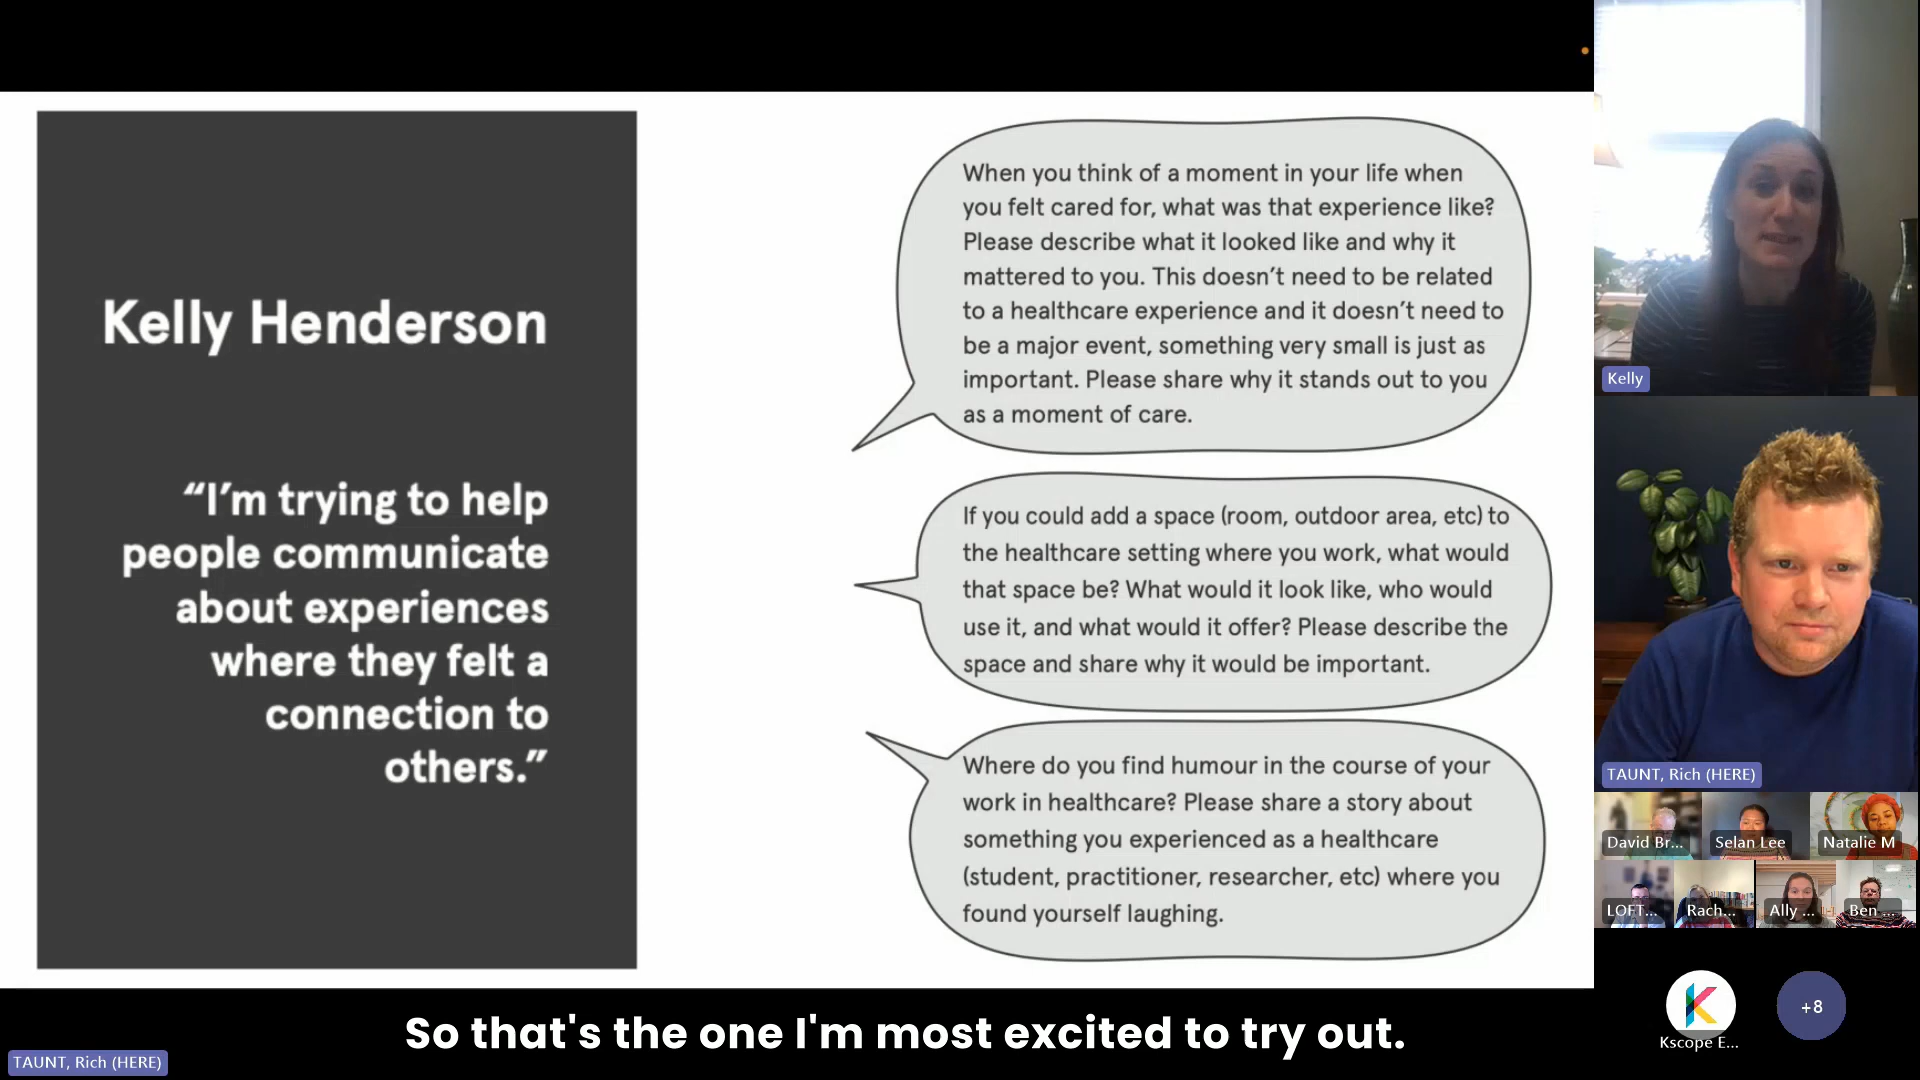 Kelly Henderson
“I’m trying to help
people communicate
about experiences
where they felt a
connection to
others.”
When you think of a moment in your life when
you felt cared for, what was that experience like?
Please describe what it looked like and why it
mattered to you. This doesn’t need to be related
to a healthcare experience and it doesn’t need to
be a major event, something very small is just as
important. Please share why it stands out to you
as a moment of care.
If you could add a space (room, outdoor area, etc) to
the healthcare setting where you work, what would
that space be? What would it look like, who would
use it, and what would it offer? Please describe the
space and share why it would be important.
Where do you find humour in the course of your
work in healthcare? Please share a story about
something you experienced as a healthcare
(student, practitioner, researcher, etc) where you
found yourself laughing.
So that's the one I'm most excited to try out.
TAUNT, Rich (HERE)
Kelly
TAUNT, Rich (HERE)
David Br...
Selan Lee
Natalie M
LOFT...
Rach...
Ally ...
Ben ...
K
Kscope E...
+8